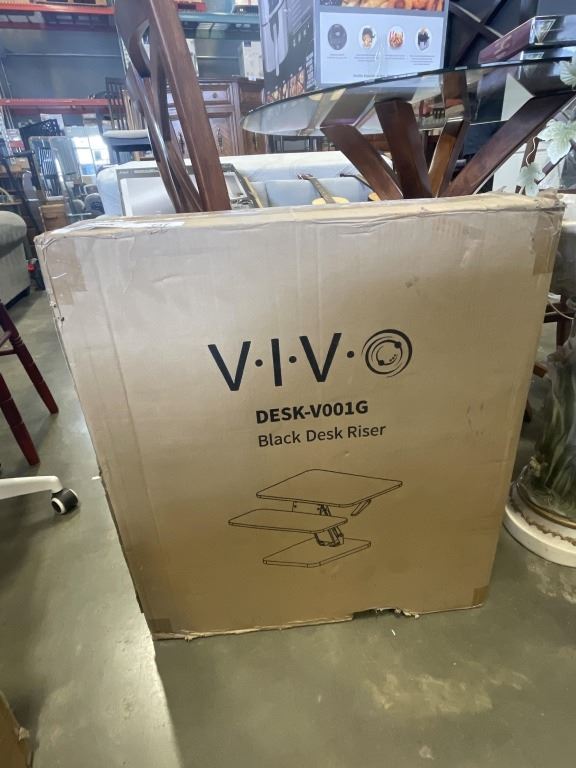 V·I·V·O
DESK-V001G
Black Desk Riser